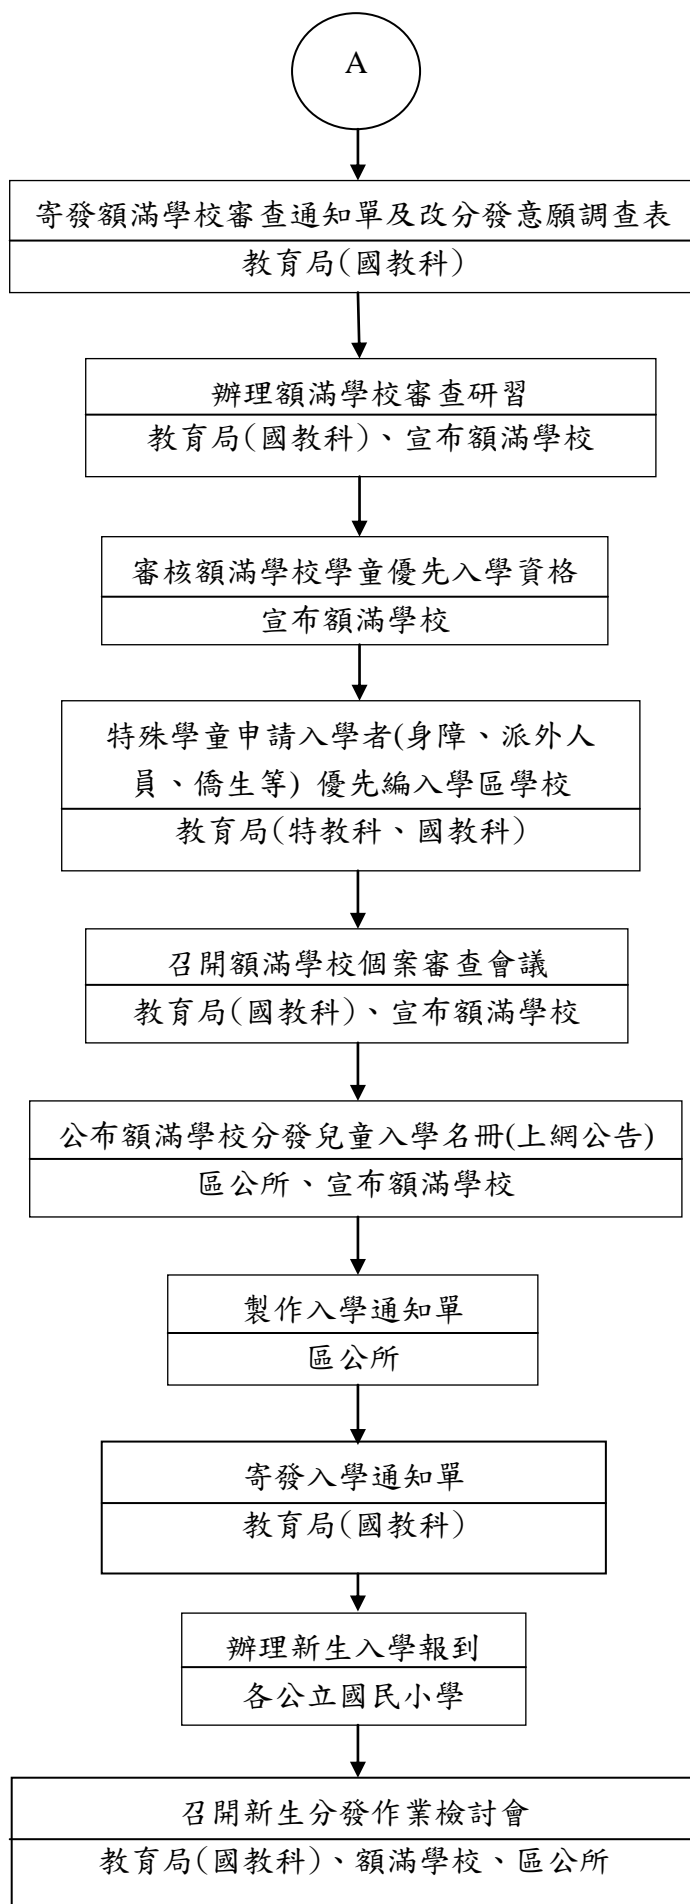 A
寄發額滿學校審查通知單及改分發意願調查表
教育局(國教科)
辦理額滿學校審查研習
教育局(國教科)、宣布額滿學校
審核額滿學校學童優先入學資格
宣布額滿學校
特殊學童申請入學者(身障、派外人
員、僑生等) 優先編入學區學校
教育局(特教科、國教科)
召開額滿學校個案審查會議
教育局(國教科)、宣布額滿學校
公布額滿學校分發兒童入學名冊(上網公告)
區公所、宣布額滿學校
製作入學通知單
區公所
寄發入學通知單
教育局(國教科)
辦理新生入學報到
各公立國民小學
召開新生分發作業檢討會
教育局(國教科)、額滿學校、區公所